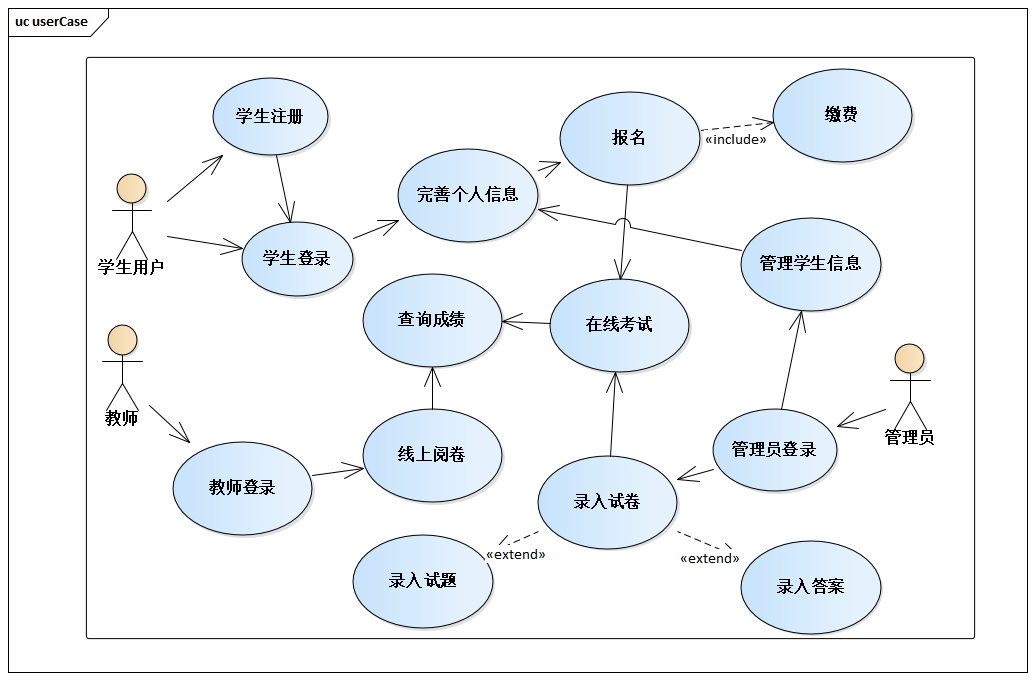 uc userCase
学生注册
报名
«include»
缴费
完善个人信息
学生用户
学生登录
管理学生信息
查询成绩
在线考试
教师
管理员
线上阅卷
管理员登录
教师登录
录入试卷
«extend»
«extend»
录入试题
录入答案